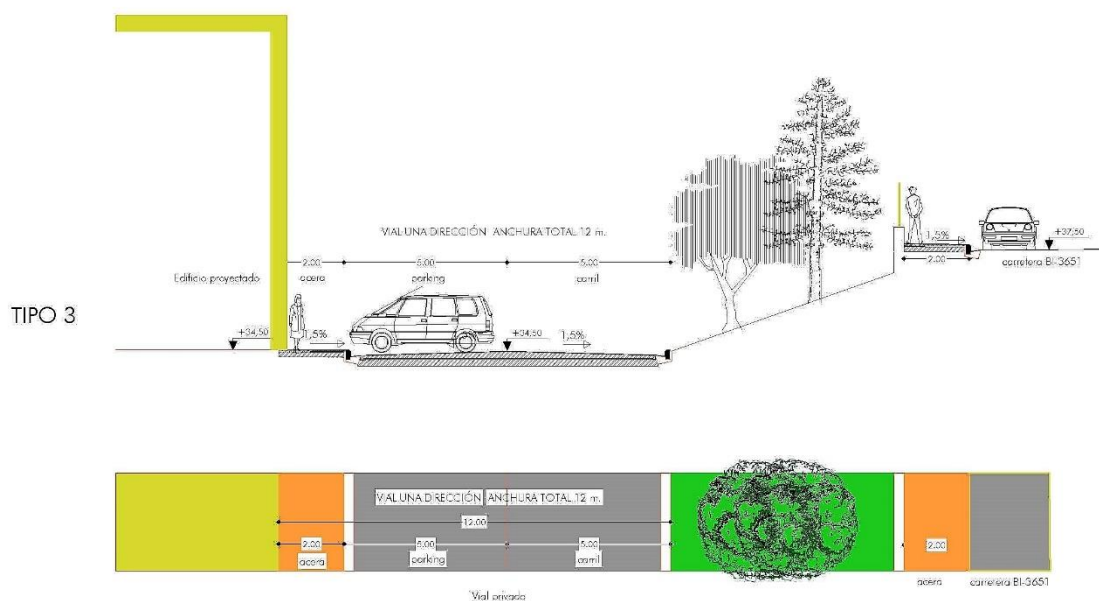 VIAL UNA DIRECCIÓN ANCHURA TOTAL 12 m.
1,5%
+37,50
2.00
5.00
5.00
2.00
Edificio proyectado
acera
parking
carril
carretera BI-3651
TIPO 3
+34,50
1,5%
+34,50
1,5%
VIAL UNA DIRECCIÓN ANCHURA TOTAL 12 m.
12.00
2.00
5.00
5.00
2.00
acera
parking
carril
acera
carretera BI-3651
Vial privado